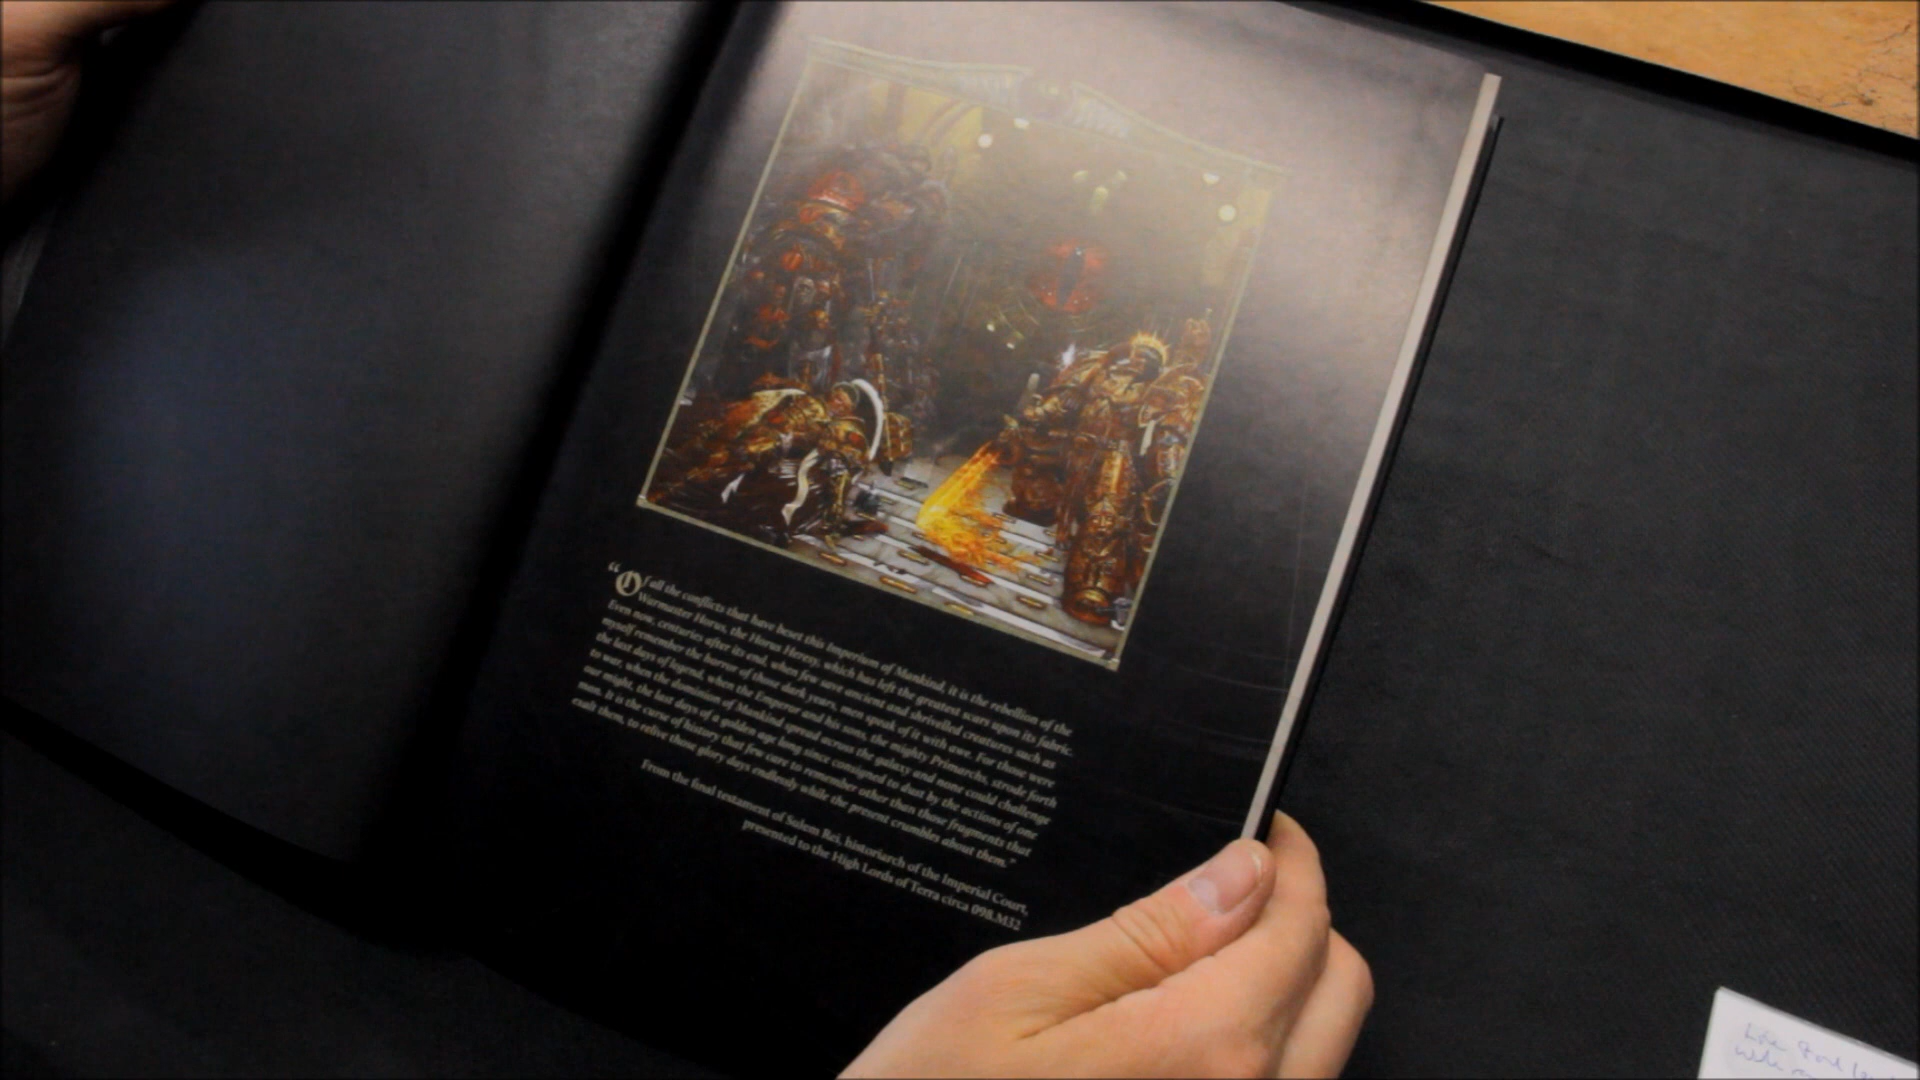 “Of all the conflicts that have beset this Imperium of Mankind, it is the rebellion of the
Warmaster Horus, the Horus Heresy, which has left the greatest scars upon its fabric.
Even now, centuries after its end, when few save ancient and shrivelled creatures such as
myself remember the horror of those dark years, men speak of it with awe. For those were
the last days of legend, when the Emperor and his sons, the mighty Primarchs, strode forth
to war, when the dominion of Mankind spread across the galaxy and none could challenge
our might, the last days of a golden age long since consigned to dust by the actions of one
man. It is the curse of history that few care to remember other then those fragments that
exalt them, to relive those glory days endlessly while the present crumbles about them.”
From the final testament of Solem Rei, historiarch of the Imperial Court,
presented to the High Lords of Terra circa 098.M32